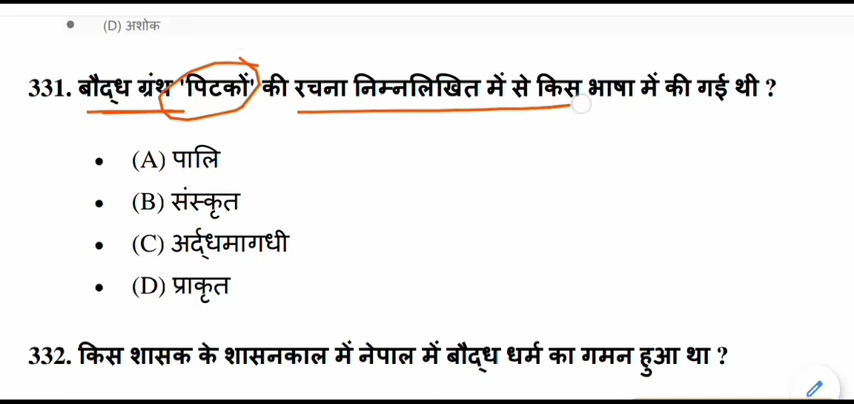 (D) अशोक
331. बौद्ध ग्रंथ 'पिटकों' की रचना निम्नलिखित में से किस भाषा में की गई थी ?
(A) पालि
(B) संस्कृत
(C) अर्द्धमागधी
(D) प्राकृत
332. किस शासक के शासनकाल में नेपाल में बौद्ध धर्म का गमन हुआ था ?